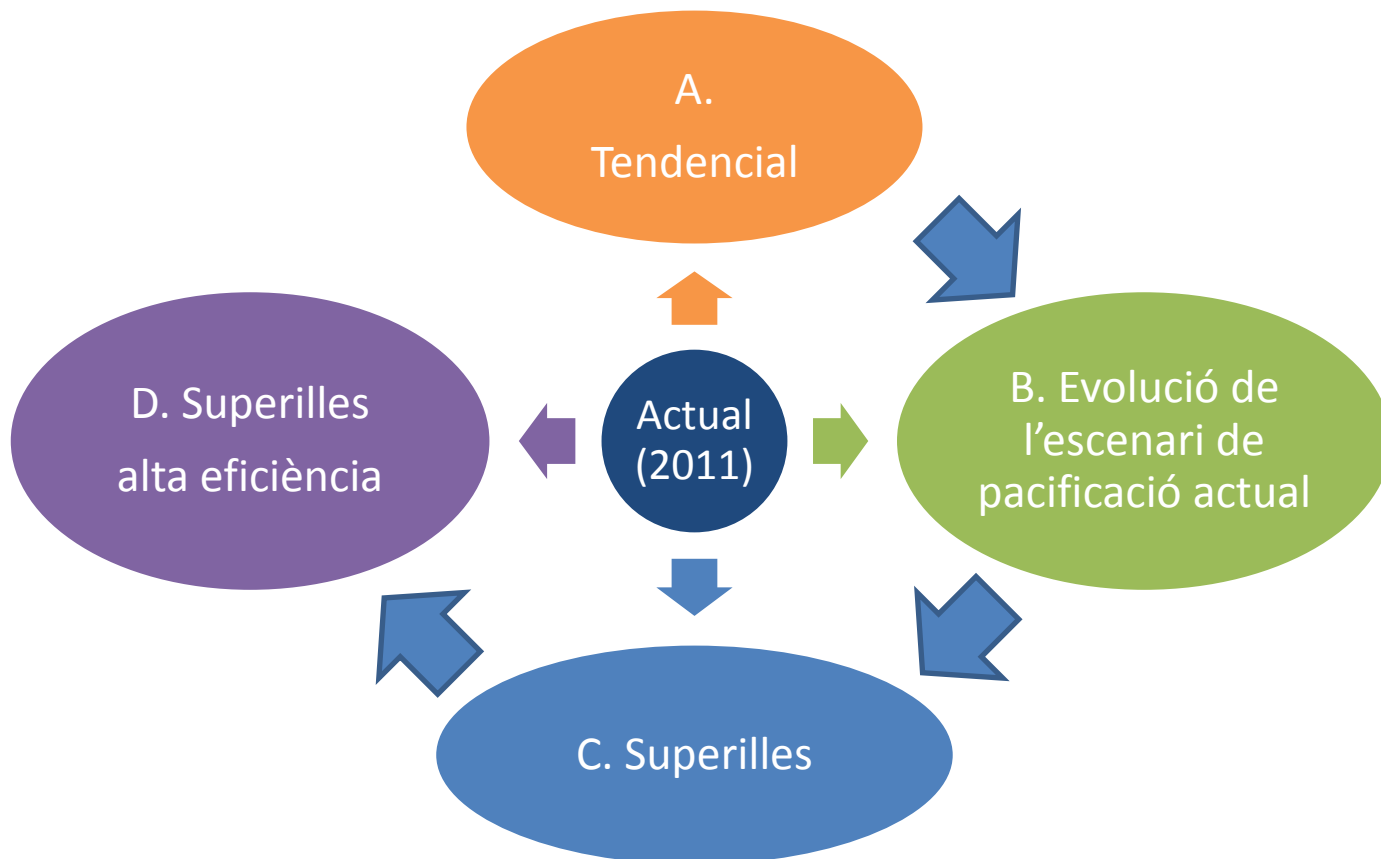 A.
Tendencial
D. Superilles
alta eficiència
Actual
(2011)
B. Evolució de
l’escenari de
pacificació actual
C. Superilles